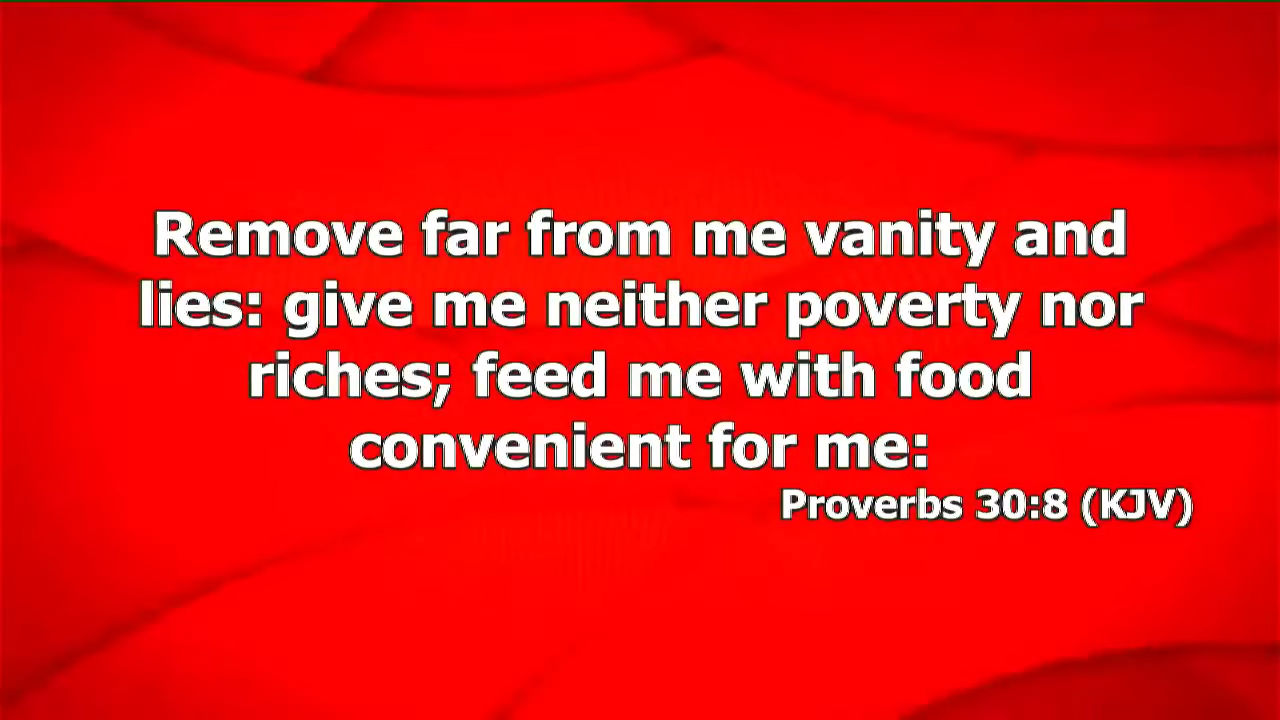 Remove far from me vanity and
lies: give me neither poverty nor
riches; feed me with food
convenient for me:
Proverbs 30:8 (KJV)